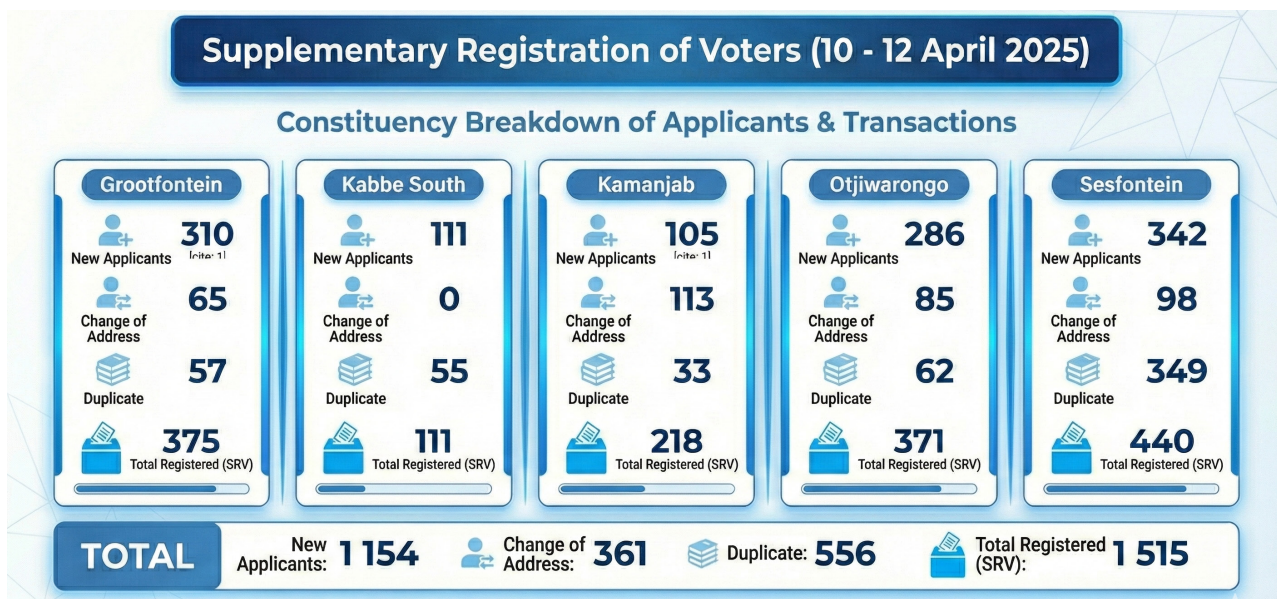 Supplementary Registration of Voters (10 - 12 April 2025)
Constituency Breakdown of Applicants & Transactions
Grootfontein
310
New Applicants
[cite: 1]
65
Change of
Address
57
Duplicate
375
Total Registered (SRV)
Kabbe South
111
New Applicants
0
Change of
Address
55
Duplicate
111
Total Registered (SRV)
Kamanjab
105
New Applicants
[cite: 1]
113
Change of
Address
33
Duplicate
218
Total Registered (SRV)
Otjiwarongo
286
New Applicants
85
Change of
Address
62
Duplicate
371
Total Registered (SRV)
Sesfontein
342
New Applicants
98
Change of
Address
349
Duplicate
440
Total Registered (SRV)
TOTAL
New
Applicants: 1 154
Change of
Address: 361
Duplicate: 556
Total Registered
(SRV): 1 515